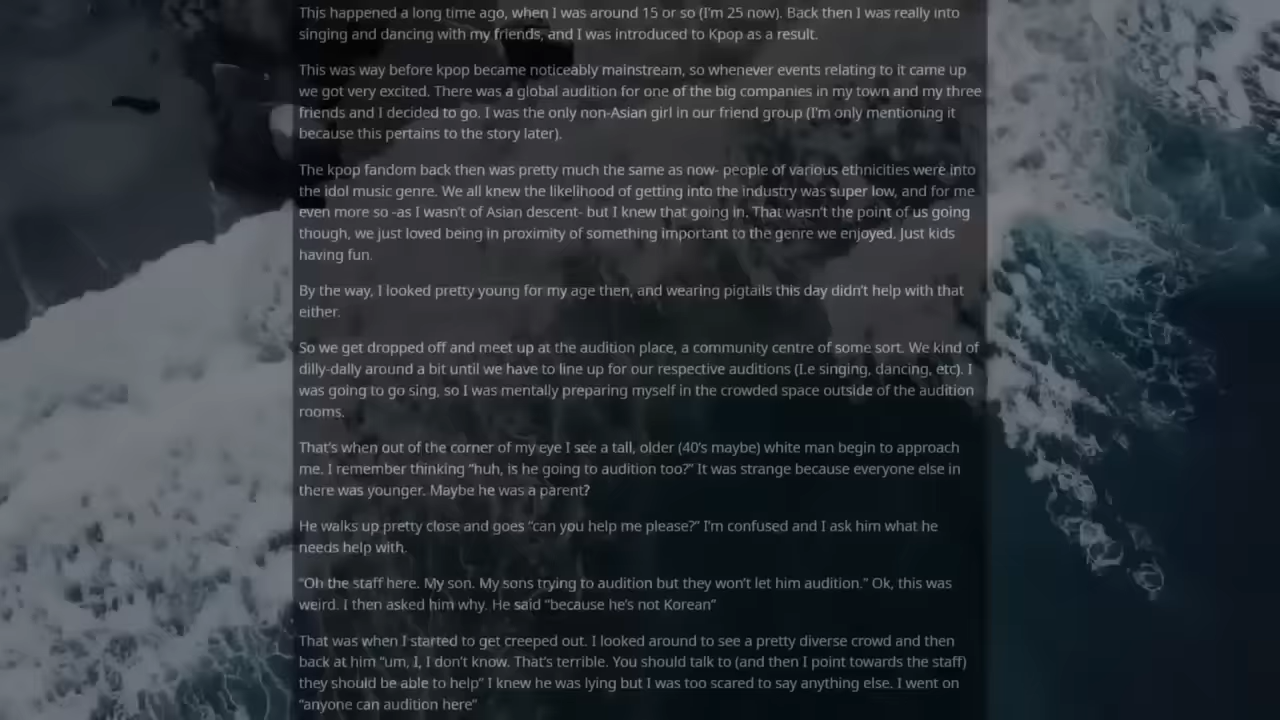 This happened a long time ago, when I was around 15 or so (I'm 25 now). Back then I was really into
singing and dancing with my friends, and I was introduced to Kpop as a result.
This was way before kpop became noticeably mainstream, so whenever events relating to it came up
we got very excited. There was a global audition for one of the big companies in my town and my three
friends and I decided to go. I was the only non-Asian girl in our friend group (I'm only mentioning it
because this pertains to the story later).
The kpop fandom back then was pretty much the same as now- people of various ethnicities were into
the idol music genre. We all knew the likelihood of getting into the industry was super low, and for me
even more so -as I wasn't of Asian descent- but I knew that going in. That wasn't the point of us going
though, we just loved being in proximity of something important to the genre we enjoyed. Just kids
having fun.
By the way, I looked pretty young for my age then, and wearing pigtails this day didn't help with that
either.
So we get dropped off and meet up at the audition place, a community centre of some sort. We kind of
dilly-dally around a bit until we have to line up for our respective auditions (I.e singing, dancing, etc). I
was going to go sing, so I was mentally preparing myself in the crowded space outside of the audition
rooms.
That's when out of the corner of my eye I see a tall, older (40's maybe) white man begin to approach
me. I remember thinking "huh, is he going to audition too?" It was strange because everyone else in
there was younger. Maybe he was a parent?
He walks up pretty close and goes "can you help me please?" I'm confused and I ask him what he
needs help with.
"Oh the staff here. My son. My sons trying to audition but they won't let him audition." Ok, this was
weird. I then asked him why. He said "because he's not Korean"
That was when I started to get creeped out. I looked around to see a pretty diverse crowd and then
back at him "um, I, I don't know. That's terrible. You should talk to (and then I point towards the staff)
they should be able to help" I knew he was lying but I was too scared to say anything else. I went on
"anyone can audition here"